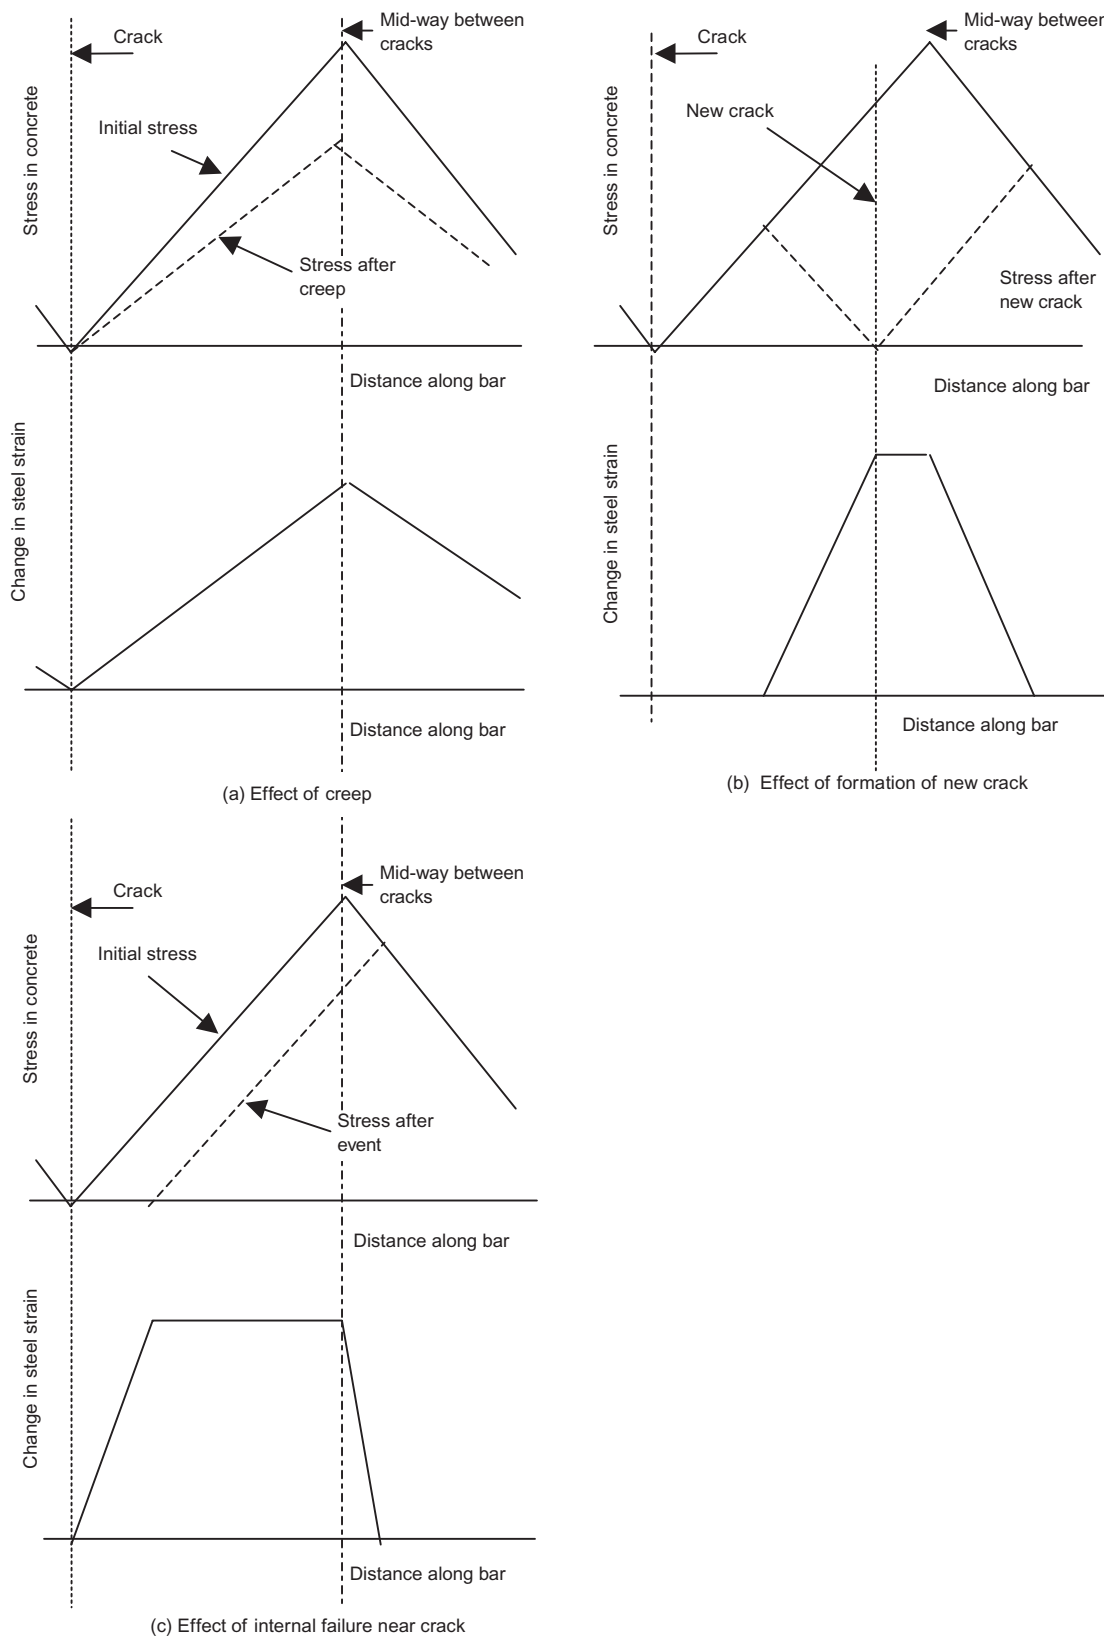 Crack
Mid-way between
cracks
Stress in concrete
Initial stress
Stress after
creep
Distance along bar
Change in steel strain
Distance along bar
(a) Effect of creep
Crack
Mid-way between
cracks
Stress in concrete
New crack
Stress after
new crack
Distance along bar
Change in steel strain
Distance along bar
(b) Effect of formation of new crack
Crack
Mid-way between
cracks
Stress in concrete
Initial stress
Stress after
event
Distance along bar
Change in steel strain
Distance along bar
(c) Effect of internal failure near crack